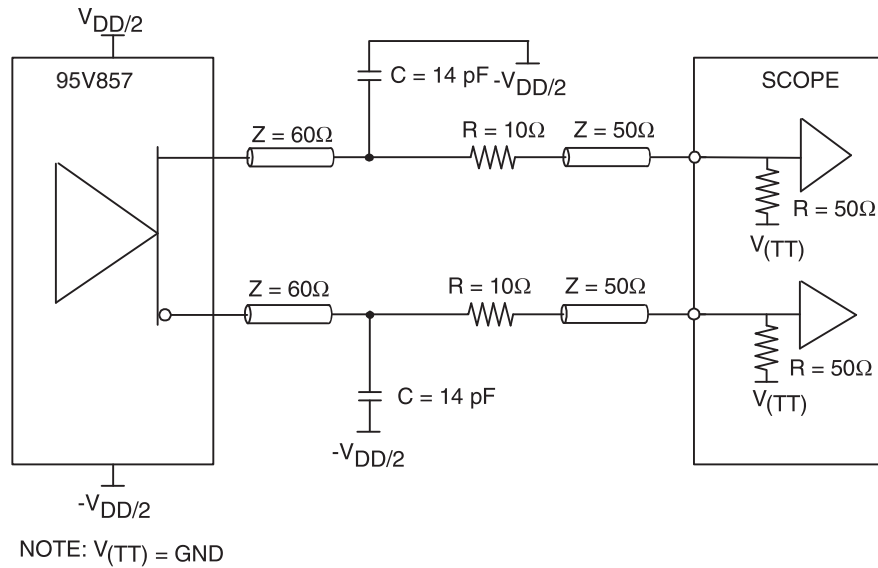 VDD/2
95V857
C = 14 pF
-VDD/2
SCOPE
Z = 60Ω
R = 10Ω
Z = 50Ω
R = 50Ω
V(TT)
Z = 60Ω
R = 10Ω
Z = 50Ω
R = 50Ω
V(TT)
C = 14 pF
-VDD/2
-VDD/2
NOTE: V(TT) = GND